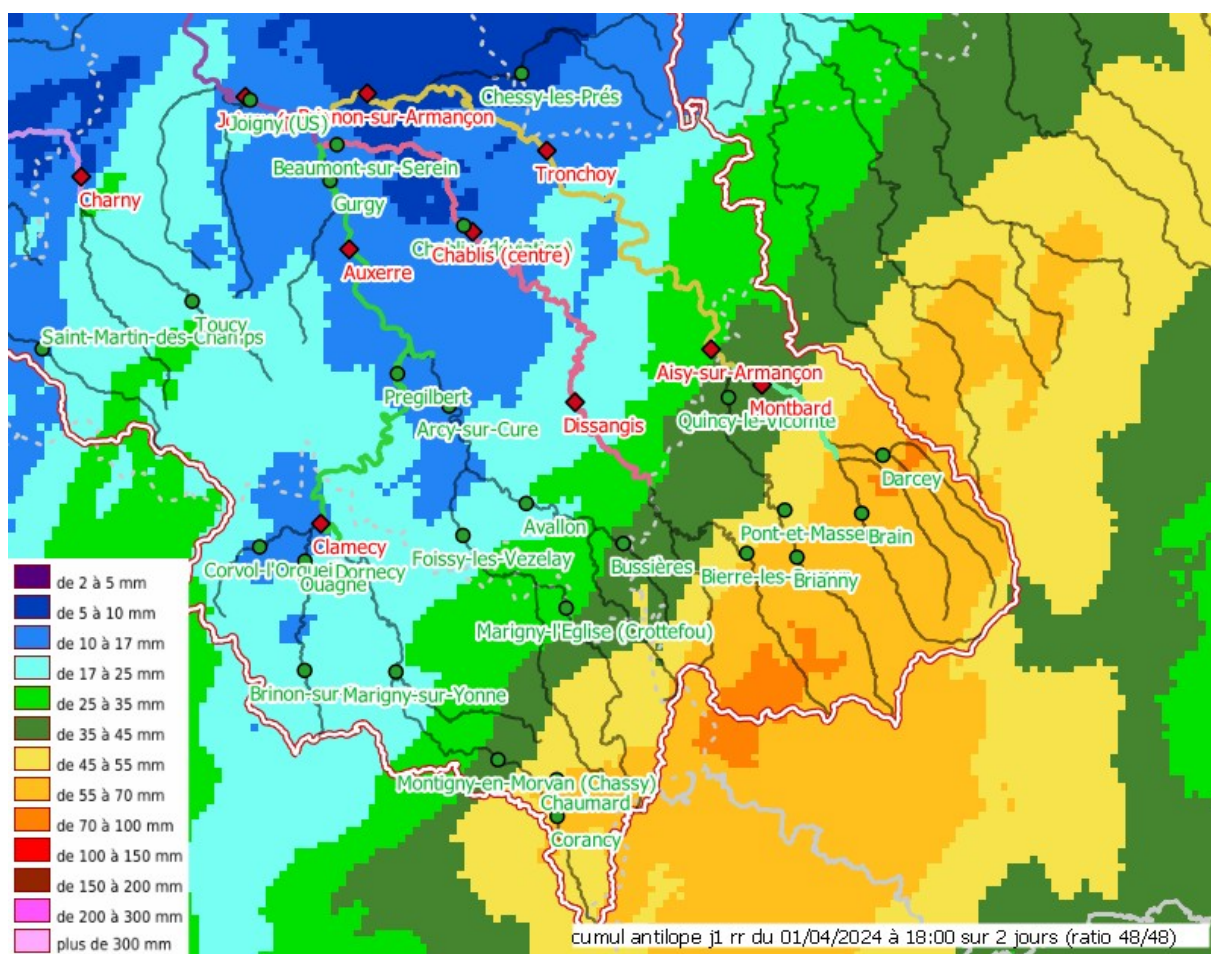 Chessy-les-Prés
Joigny (US)
non-sur-Armançon
Beaumont-sur-Serein
Tronchoy
Charny
Gurgy
Chablis (centre)
Auxerre
Toucy
Saint-Martin-des-Champs
Aisy-sur-Armançon
Pregilbert
Montbard
Quincy-le-Vicomte
Arcy-sur-Cure
Dissangis
Darcey
Avallon
Pont-et-Masse
Brain
Clamecy
Foissy-les-Vezelay
Corvol-l'Orguei
Dornecy
Bussières
Bierre-les-
Brianny
Ouagne
Marigny-l'Eglise (Crottefou)
Brinon-sur
Marigny-sur-Yonne
Montigny-en-Morvan (Chassy)
Chaumard
Corancy
de 2 à 5 mm
de 5 à 10 mm
de 10 à 17 mm
de 17 à 25 mm
de 25 à 35 mm
de 35 à 45 mm
de 45 à 55 mm
de 55 à 70 mm
de 70 à 100 mm
de 100 à 150 mm
de 150 à 200 mm
de 200 à 300 mm
plus de 300 mm
cumul antilope j1 rr du 01/04/2024 à 18:00 sur 2 jours (ratio 48/48)